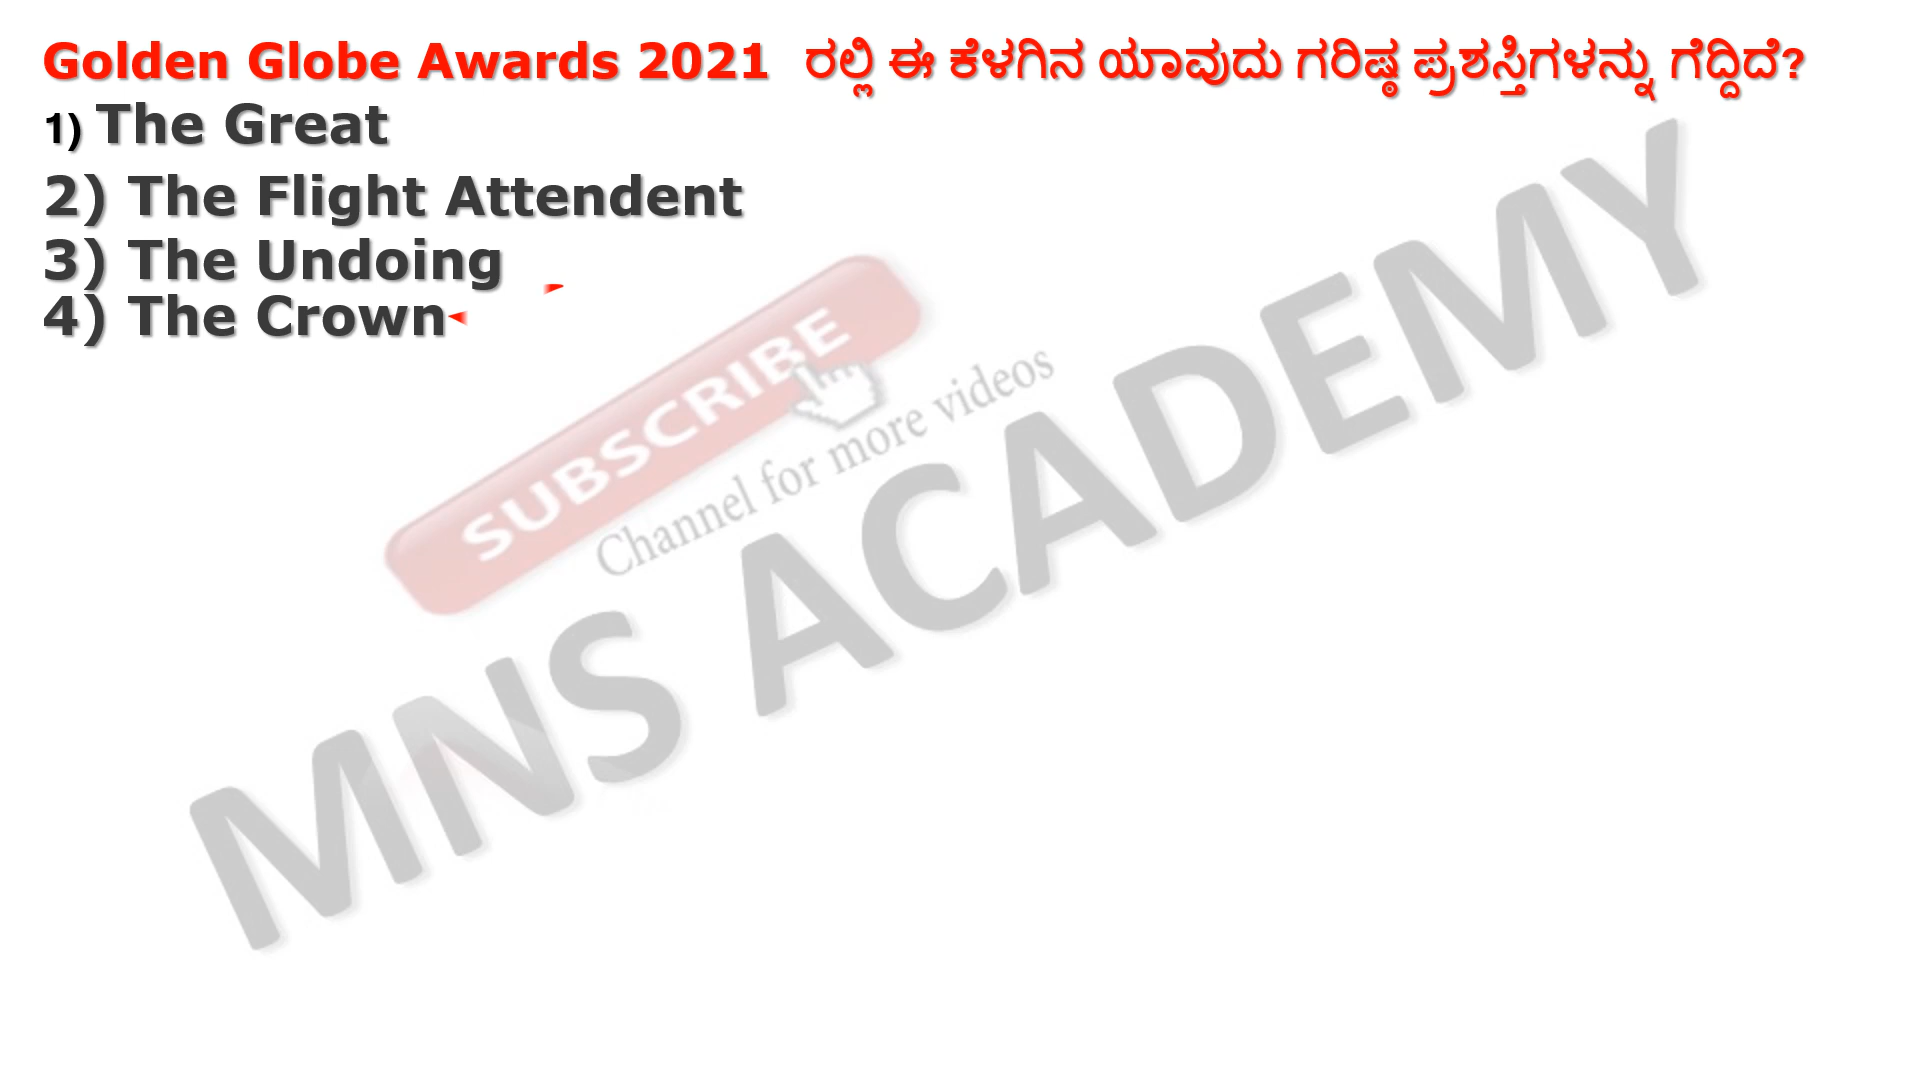 Golden Globe Awards 2021 ರಲ್ಲಿ ಈ ಕೆಳಗಿನ ಯಾವುದು ಗರಿಷ್ಠ ಪ್ರಶಸ್ತಿಗಳನ್ನು ಗೆದ್ದಿದೆ?
1) The Great
2) The Flight Attendent
3) The Undoing
4) The Crown
SUBSCRIBE
Channel for more videos
MNS ACADEMY